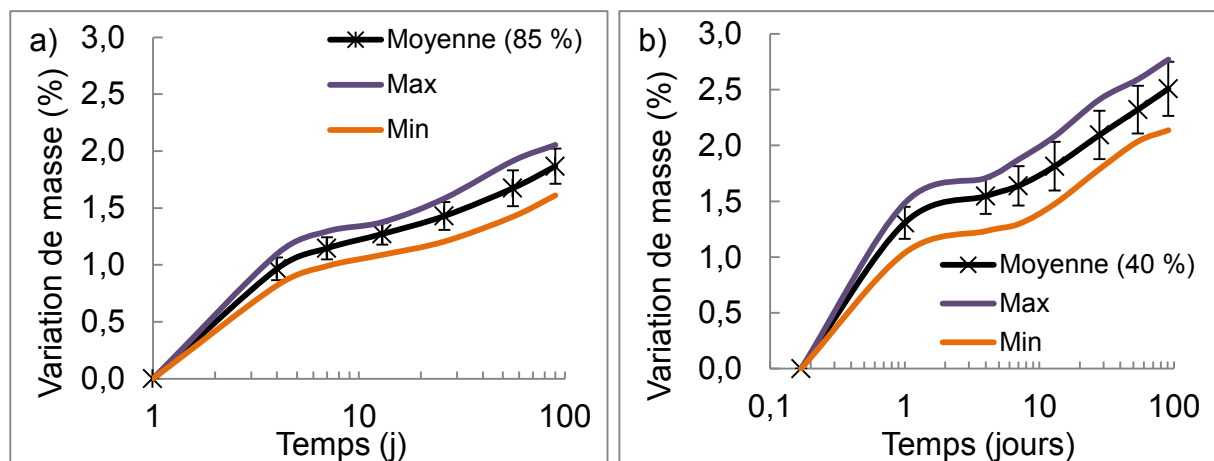 a)
3,0
2,5
2,0
1,5
1,0
0,5
0,0
Variation de masse (%)
Moyenne (85 %)
Max
Min
1
10
100
Temps (j)
b)
3,0
2,5
2,0
1,5
1,0
0,5
0,0
Variation de masse (%)
Moyenne (40 %)
Max
Min
0,1
1
10
100
Temps (jours)